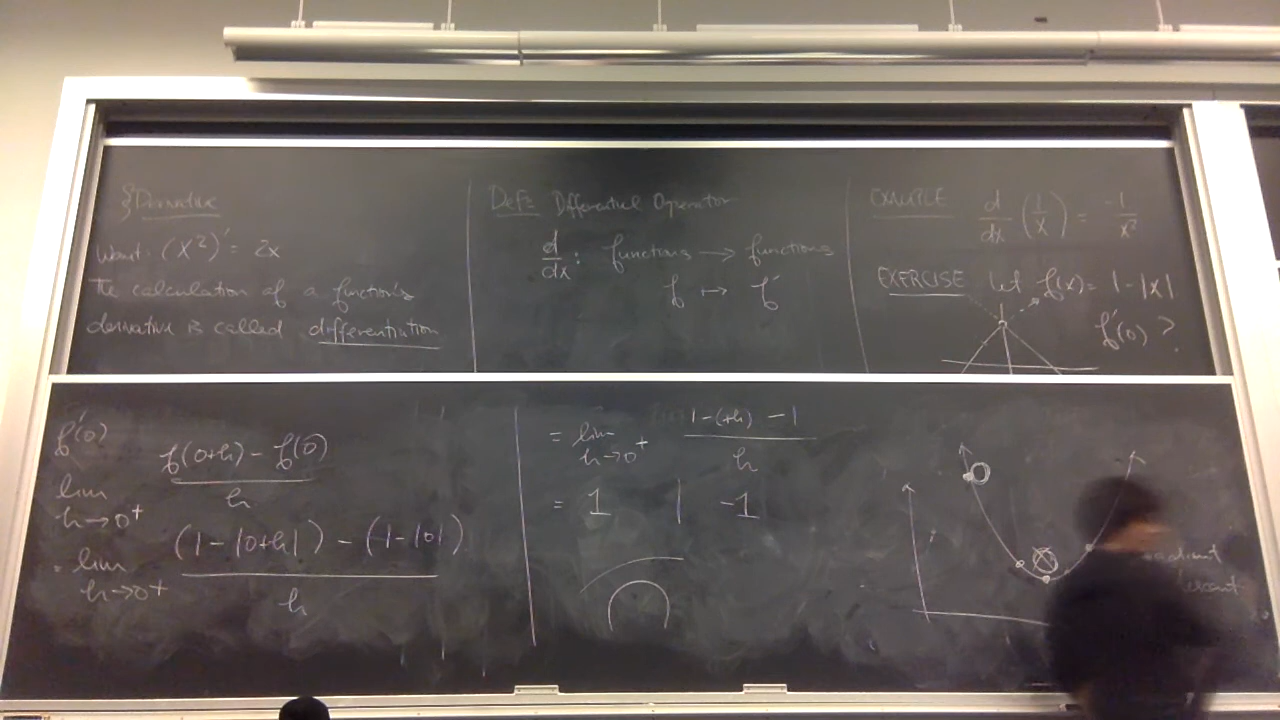 § Derivative
Want: (x²)' = 2x
The calculation of a function's
derivative is called differentiation
Def: Differential Operator
d/dx : functions → functions
f ↦ f'
EXAMPLE d/dx (1/x) = -1/x²
EXERCISE Let f(x) = 1-|x|
f'(0) ?
f'(0)
lim h→0⁺ (f(0+h) - f(0))/h
= lim h→0⁺ ((1-|0+h|) - (1-|0|))/h
= lim h→0⁺ (1-(+h) - 1)/h
= 1 | -1